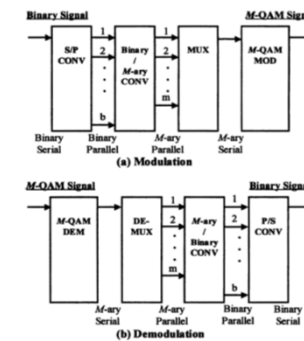 Binary Signal M-QAM Sign
1 1
S/P CONV 2 Binary / M-ary CONV 2 MUX M-QAM MOD
b m
Binary Serial Binary Parallel M-ary Parallel M-ary Serial
(a) Modulation
M-QAM Signal Binary Signa
1 1
M-QAM DEM DE-MUX 2 M-ary / Binary CONV 2 P/S CONV
m b
M-ary Serial M-ary Parallel Binary Parallel Binary Serial
(b) Demodulation